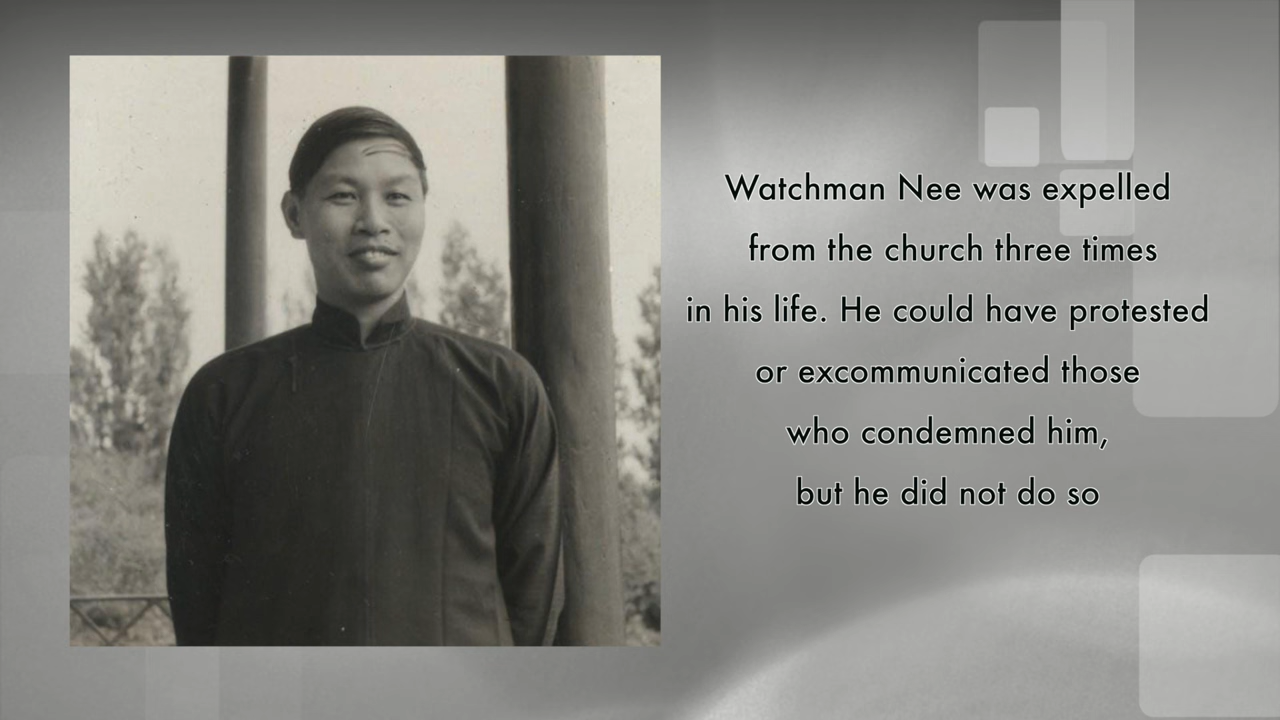 Watchman Nee was expelled
from the church three times
in his life. He could have protested
or excommunicated those
who condemned him,
but he did not do so